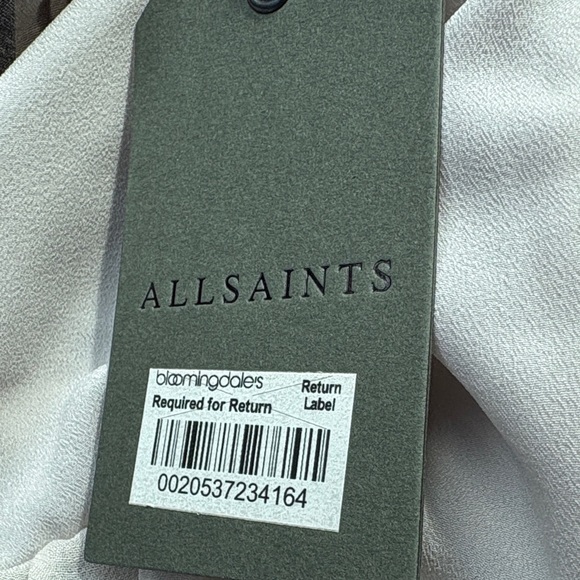 ALLSAINTS
bloomingdale's
Return
Required for Return
Label
0020537234164